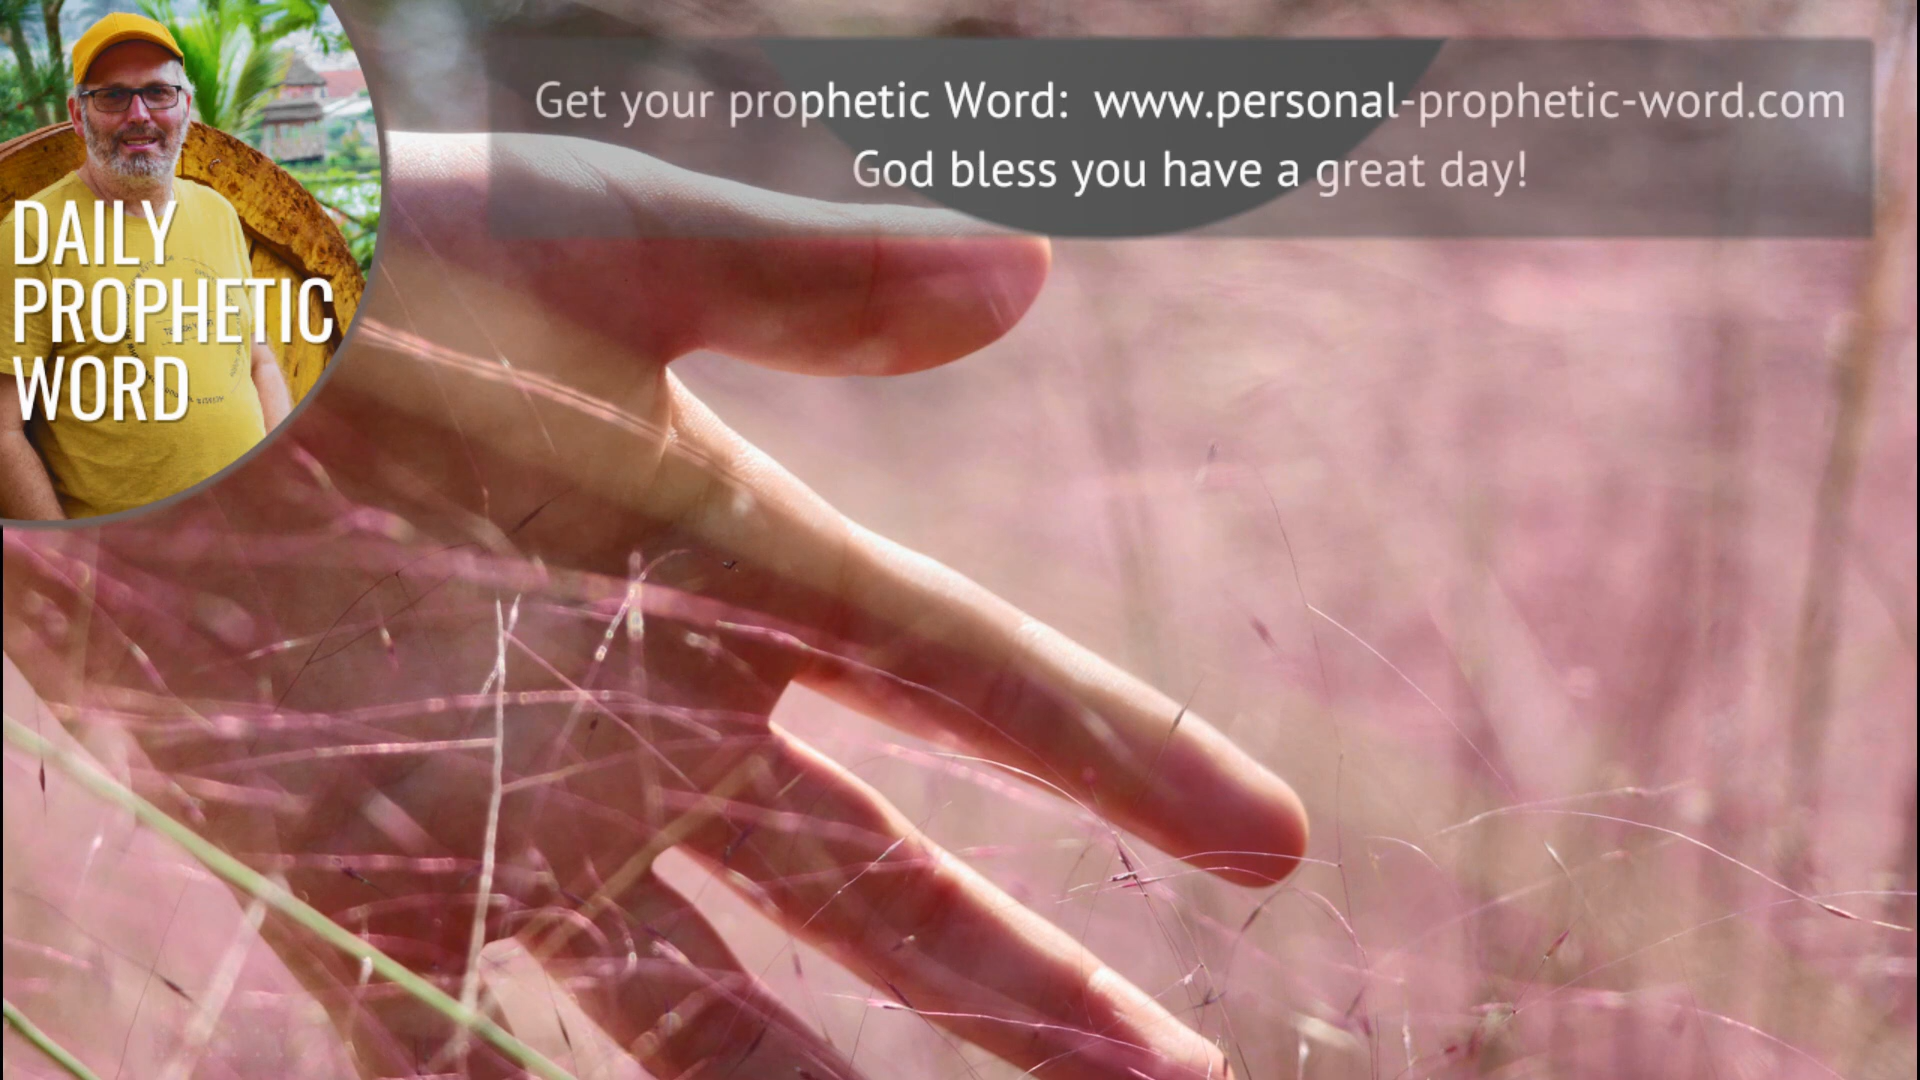 Get your prophetic Word:  www.personal-prophetic-word.com
God bless you have a great day!
DAILY
PROPHETIC
WORD